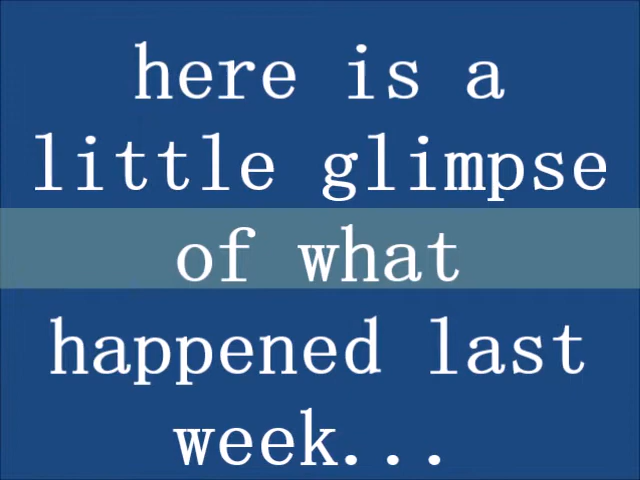 here is a
little glimpse
of what
happened last
week...